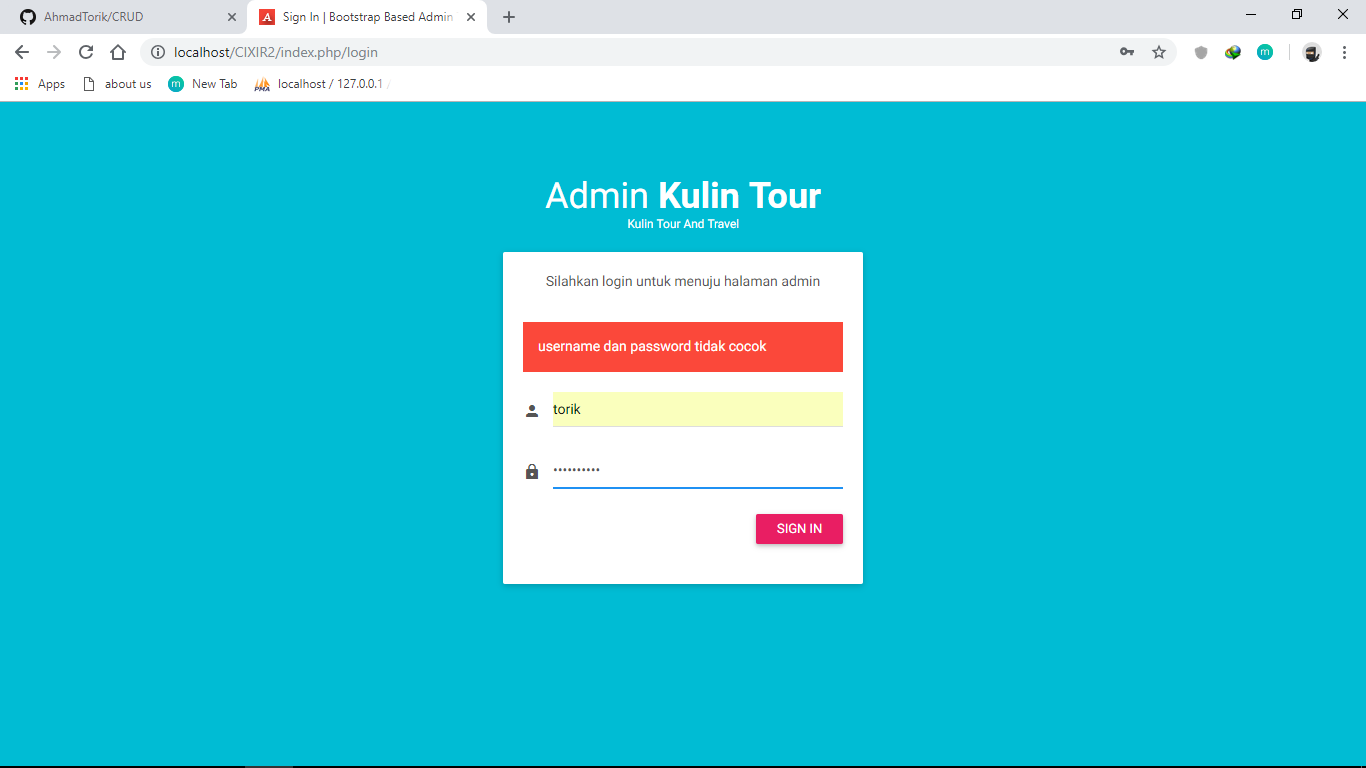 AhmadTorik/CRUD
Sign In | Bootstrap Based Admin
localhost/CIXIR2/index.php/login
Apps
about us
m
New Tab
PMA
localhost / 127.0.0.1 /
Admin Kulin Tour
Kulin Tour And Travel
Silahkan login untuk menuju halaman admin
username dan password tidak cocok
torik
••••••••••
SIGN IN